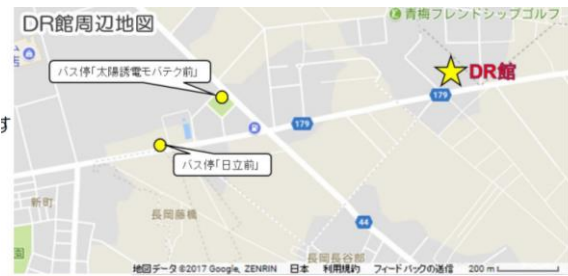 DR館周辺地図
青梅フレンドシップゴルフ
バス停「太陽誘電モバテク前」
DR館
179
179
バス停「日立前」
す
新町
長岡藤橋
44
園
長岡長谷部
地図データ ©2017 Google, ZENRIN 日本 利用規約 フィードバックの送信 200 m